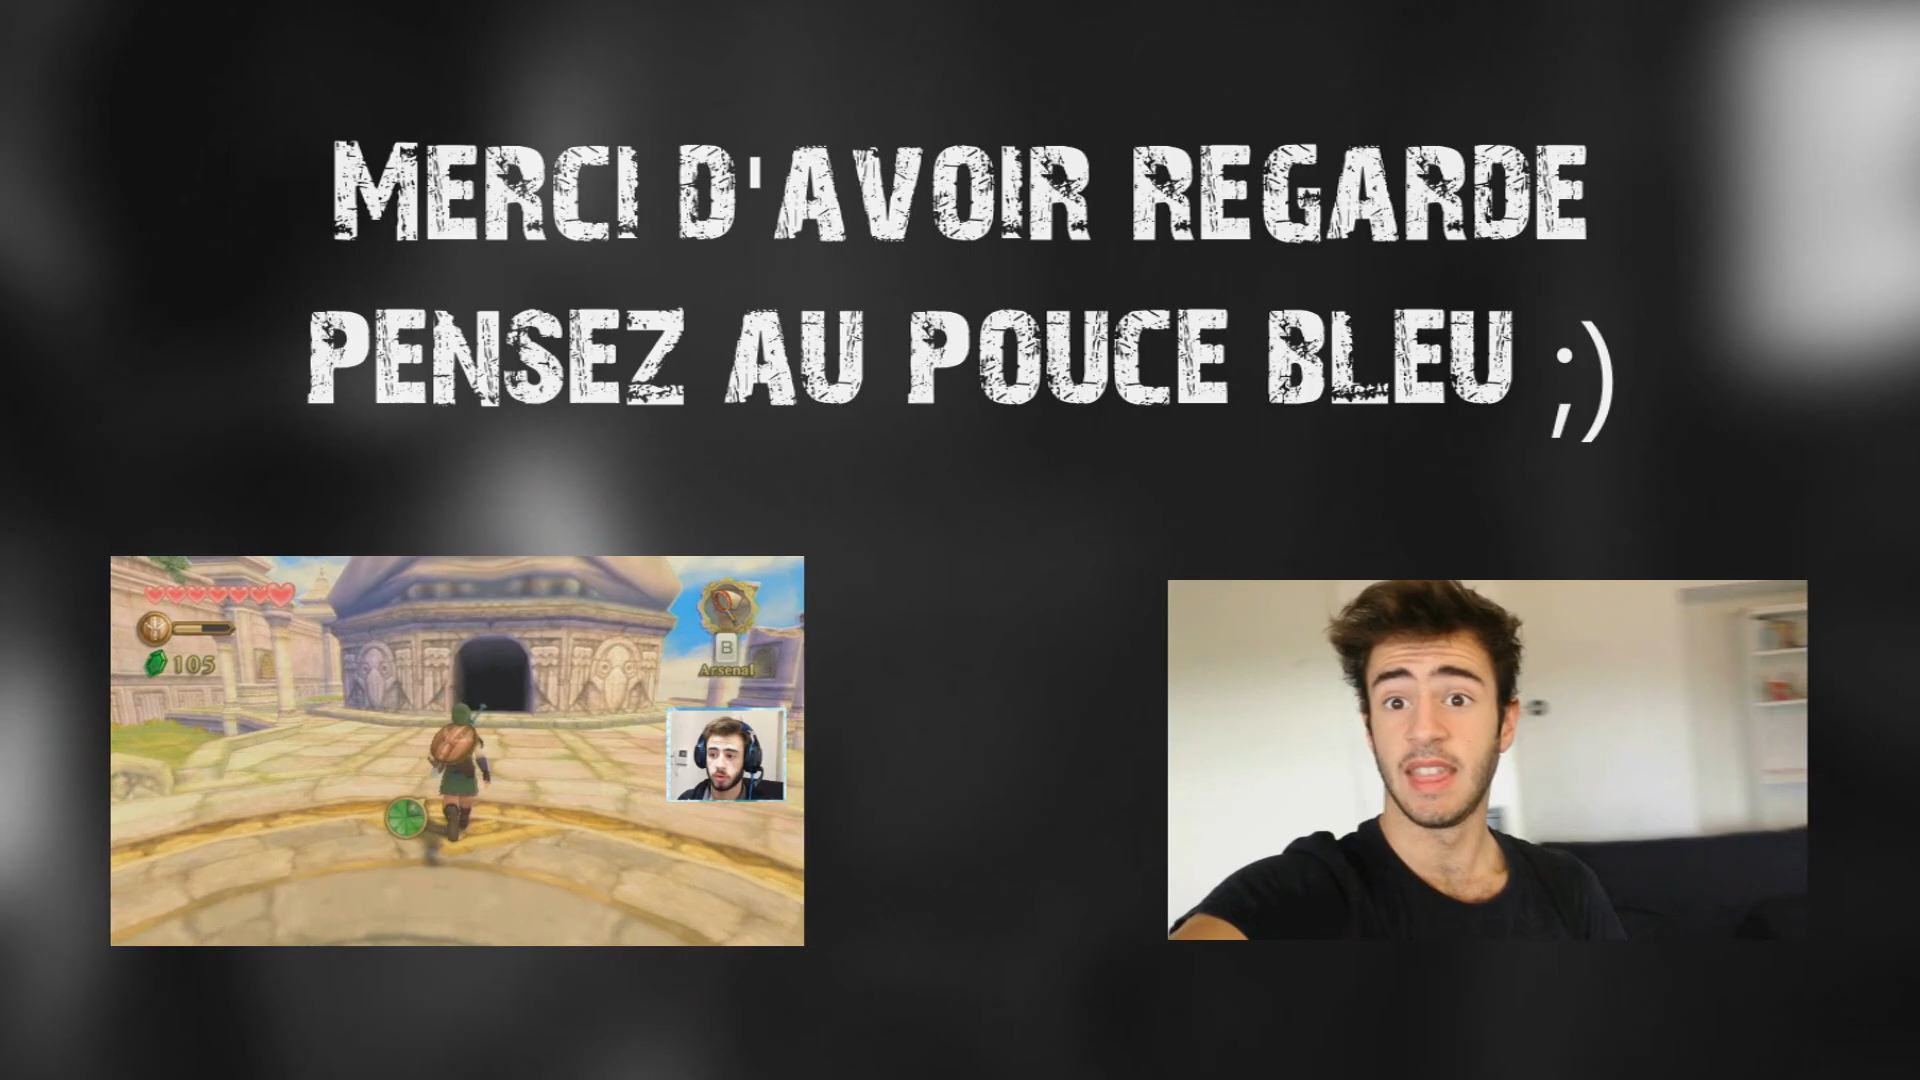 MERCI D'AVOIR REGARDE
PENSEZ AU POUCE BLEU ;)
105
B
Arsenal